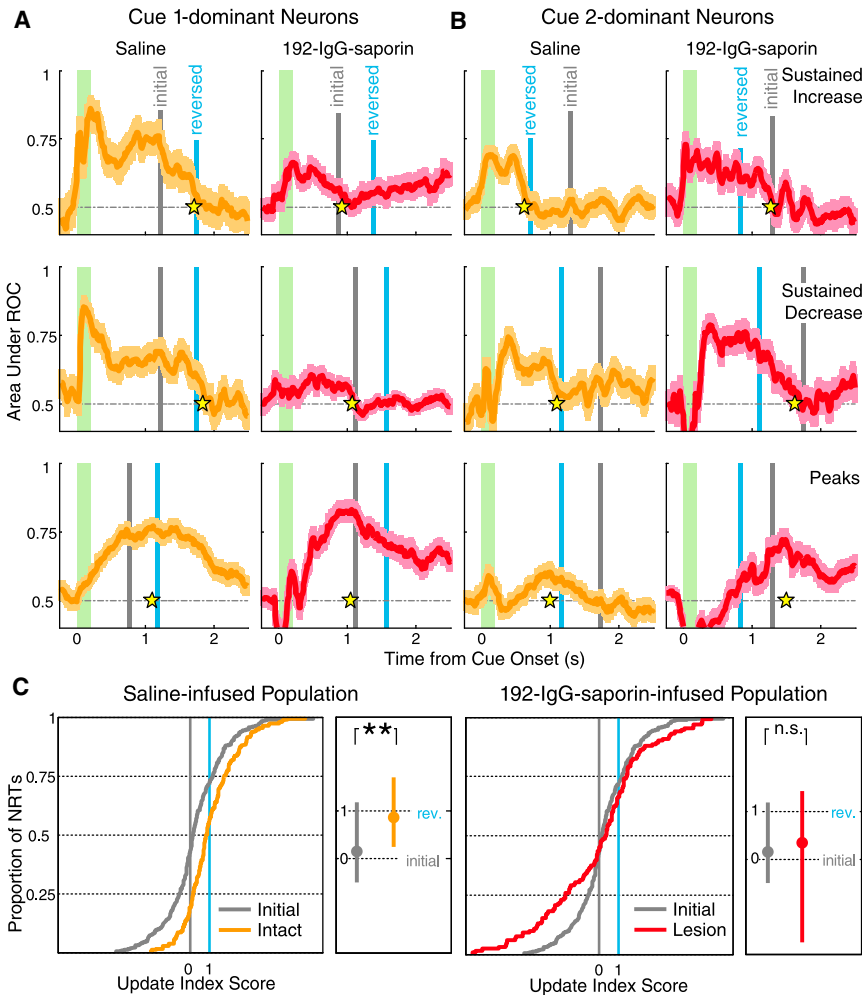 A
Cue 1-dominant Neurons
B
Cue 2-dominant Neurons
Saline
192-IgG-saporin
Saline
192-IgG-saporin
1
0.75
0.5
initial
reversed
initial
reversed
reversed
initial
reversed
initial
Sustained
Increase
1
0.75
0.5
Sustained
Decrease
Area Under ROC
1
0.75
0.5
Peaks
0 1 2
0 1 2
0 1 2
0 1 2
Time from Cue Onset (s)
C
Saline-infused Population
192-IgG-saporin-infused Population
Proportion of NRTs
1
0.75
0.5
0.25
Initial
Intact
0 1
Update Index Score
**
1
rev.
0
initial
Initial
Lesion
0 1
Update Index Score
n.s.
1
rev.
0
initial